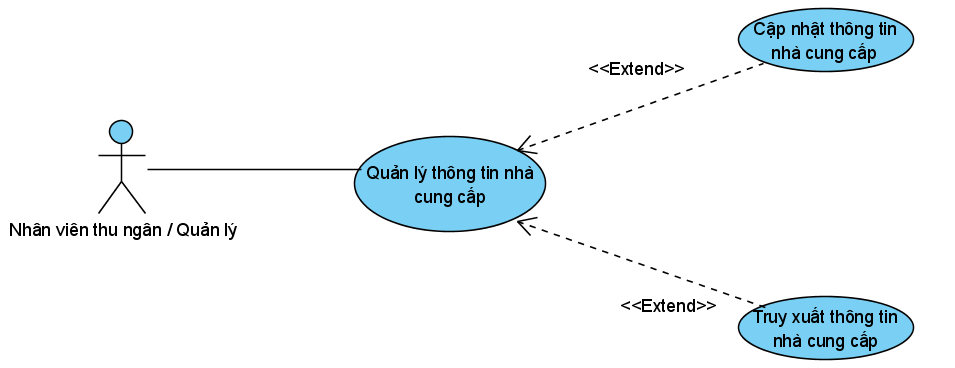 Cập nhật thông tin
nhà cung cấp
<<Extend>>
Quản lý thông tin nhà
cung cấp
Nhân viên thu ngân / Quản lý
<<Extend>>
Truy xuất thông tin
nhà cung cấp